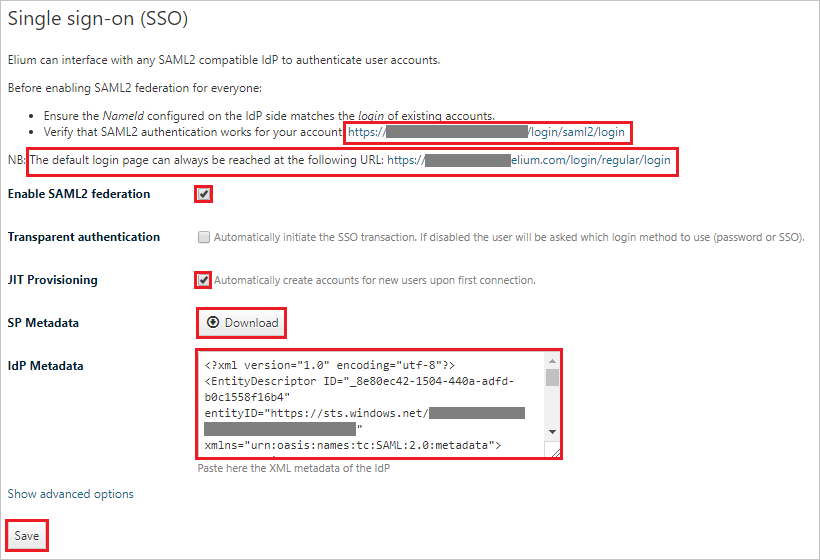 Single sign-on (SSO)
Elium can interface with any SAML2 compatible IdP to authenticate user accounts.
Before enabling SAML2 federation for everyone:
• Ensure the NameId configured on the IdP side matches the login of existing accounts.
• Verify that SAML2 authentication works for your account https:// /login/saml2/login
NB: The default login page can always be reached at the following URL: https:// elium.com/login/regular/login
Enable SAML2 federation
Transparent authentication Automatically initiate the SSO transaction. If disabled the user will be asked which login method to use (password or SSO).
JIT Provisioning Automatically create accounts for new users upon first connection.
SP Metadata Download
IdP Metadata <?xml version="1.0" encoding="utf-8"?>
<EntityDescriptor ID="_8e80ec42-1504-440a-adfd-
b0c1558f16b4"
entityID="https://sts.windows.net/
"
xmlns="urn:oasis:names:tc:SAML:2.0:metadata">
Paste here the XML metadata of the IdP
Show advanced options
Save